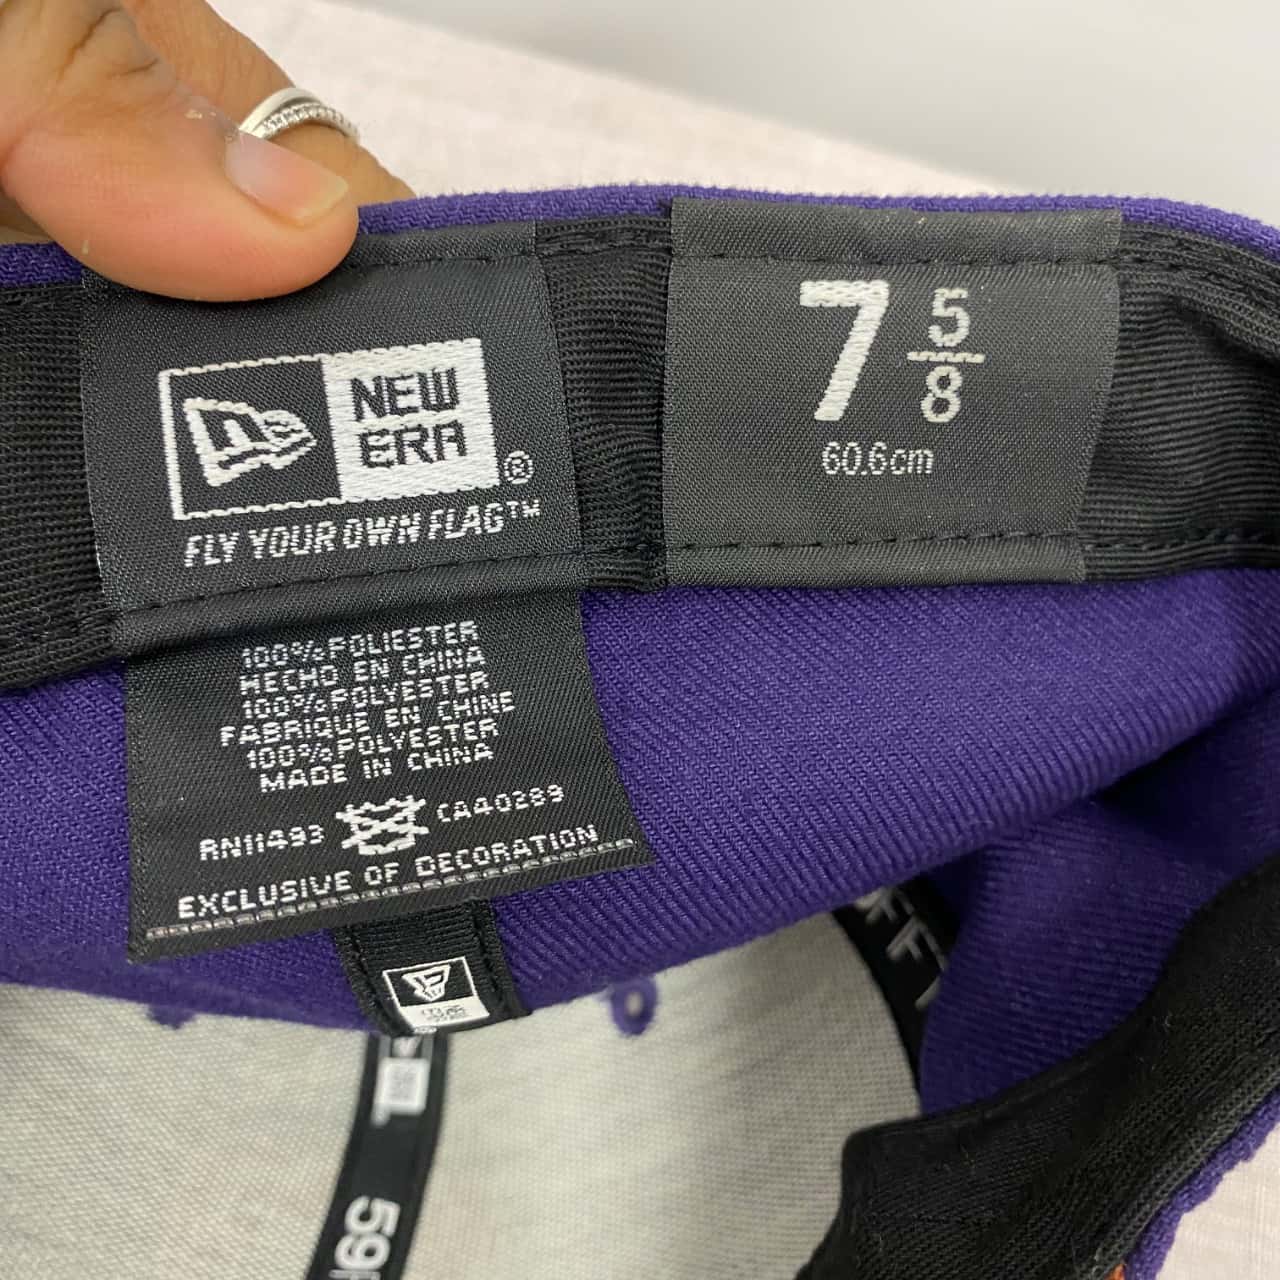 NEW
ERA
®
FLY YOUR OWN FLAG™
7 5/8
60.6cm
100%POLIESTER
HECHO EN CHINA
100%POLYESTER
FABRIQUE EN CHINE
100%POLYESTER
MADE IN CHINA
RN11493 CA40289
EXCLUSIVE OF DECORATION
59F